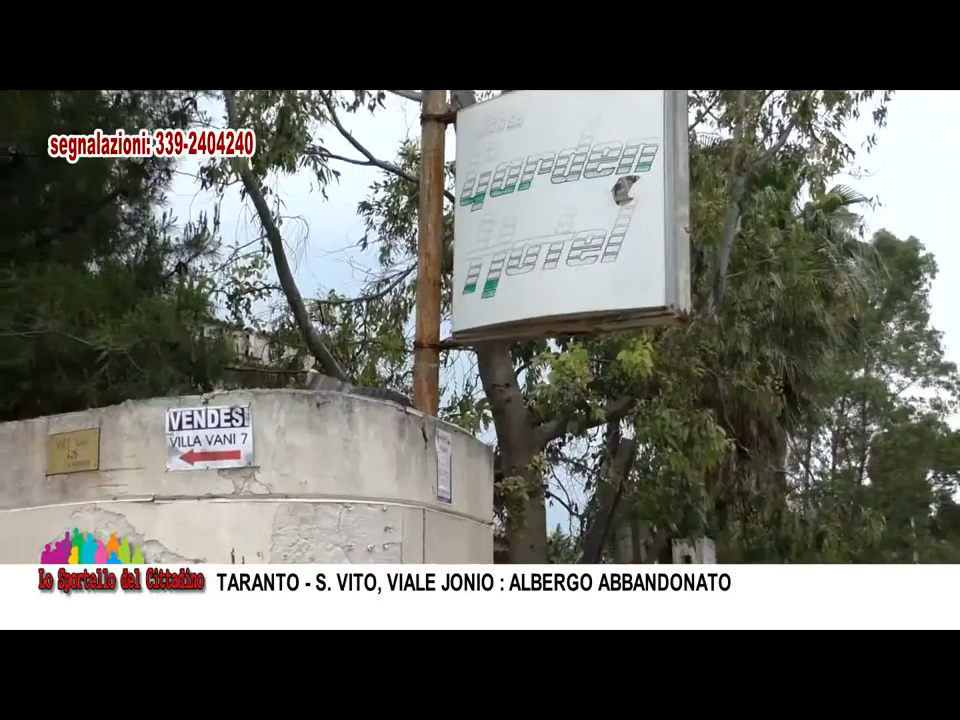 segnalazioni: 339-2404240
garden
Hotel
VENDESI
VILLA VANI 7
lo Sportello del Cittadino
TARANTO - S. VITO, VIALE JONIO : ALBERGO ABBANDONATO